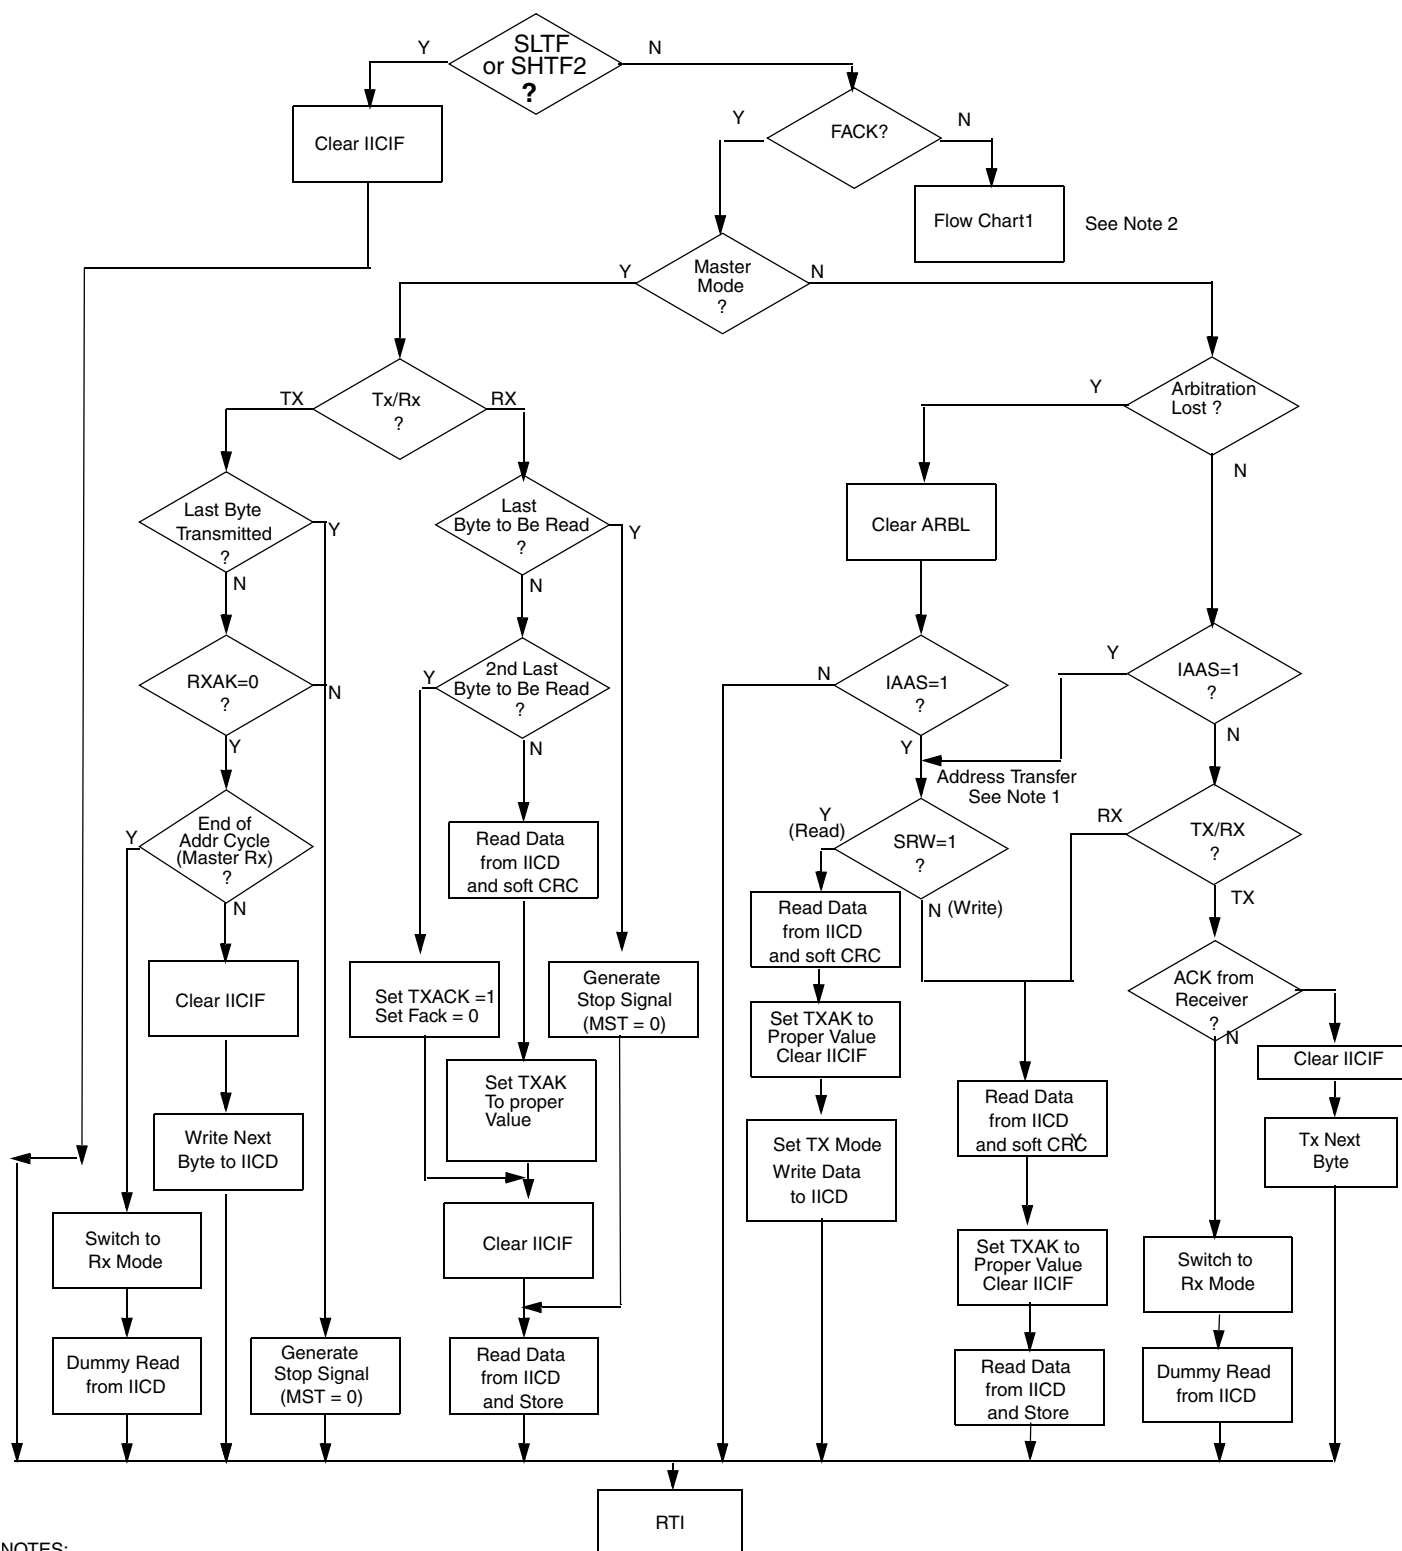 SLTF
or SHTF2
?
Y
N
Clear IICIF
FACK?
Y
N
Flow Chart1
See Note 2
Master
Mode
?
Y
N
Tx/Rx
?
TX
RX
Arbitration
Lost ?
Y
N
Last Byte
Transmitted
?
Y
N
Last
Byte to Be Read
?
Y
N
Clear ARBL
RXAK=0
?
N
Y
2nd Last
Byte to Be Read
?
Y
N
IAAS=1
?
N
Y
IAAS=1
?
Y
N
Address Transfer
See Note 1
End of
Addr Cycle
(Master Rx)
?
Y
N
Read Data
from IICD
and soft CRC
SRW=1
?
Y
(Read)
N (Write)
TX/RX
?
RX
TX
Read Data
from IICD
and soft CRC
Clear IICIF
Set TXACK =1
Set Fack = 0
Generate
Stop Signal
(MST = 0)
Set TXAK to
Proper Value
Clear IICIF
ACK from
Receiver
?
N
Clear IICIF
Set TXAK
To proper
Value
Read Data
from IICD
and soft CRC
Y
Write Next
Byte to IICD
Set TX Mode
Write Data
to IICD
Tx Next
Byte
Switch to
Rx Mode
Clear IICIF
Set TXAK to
Proper Value
Clear IICIF
Switch to
Rx Mode
Dummy Read
from IICD
Generate
Stop Signal
(MST = 0)
Read Data
from IICD
and Store
Read Data
from IICD
and Store
Dummy Read
from IICD
RTI
NOTES: